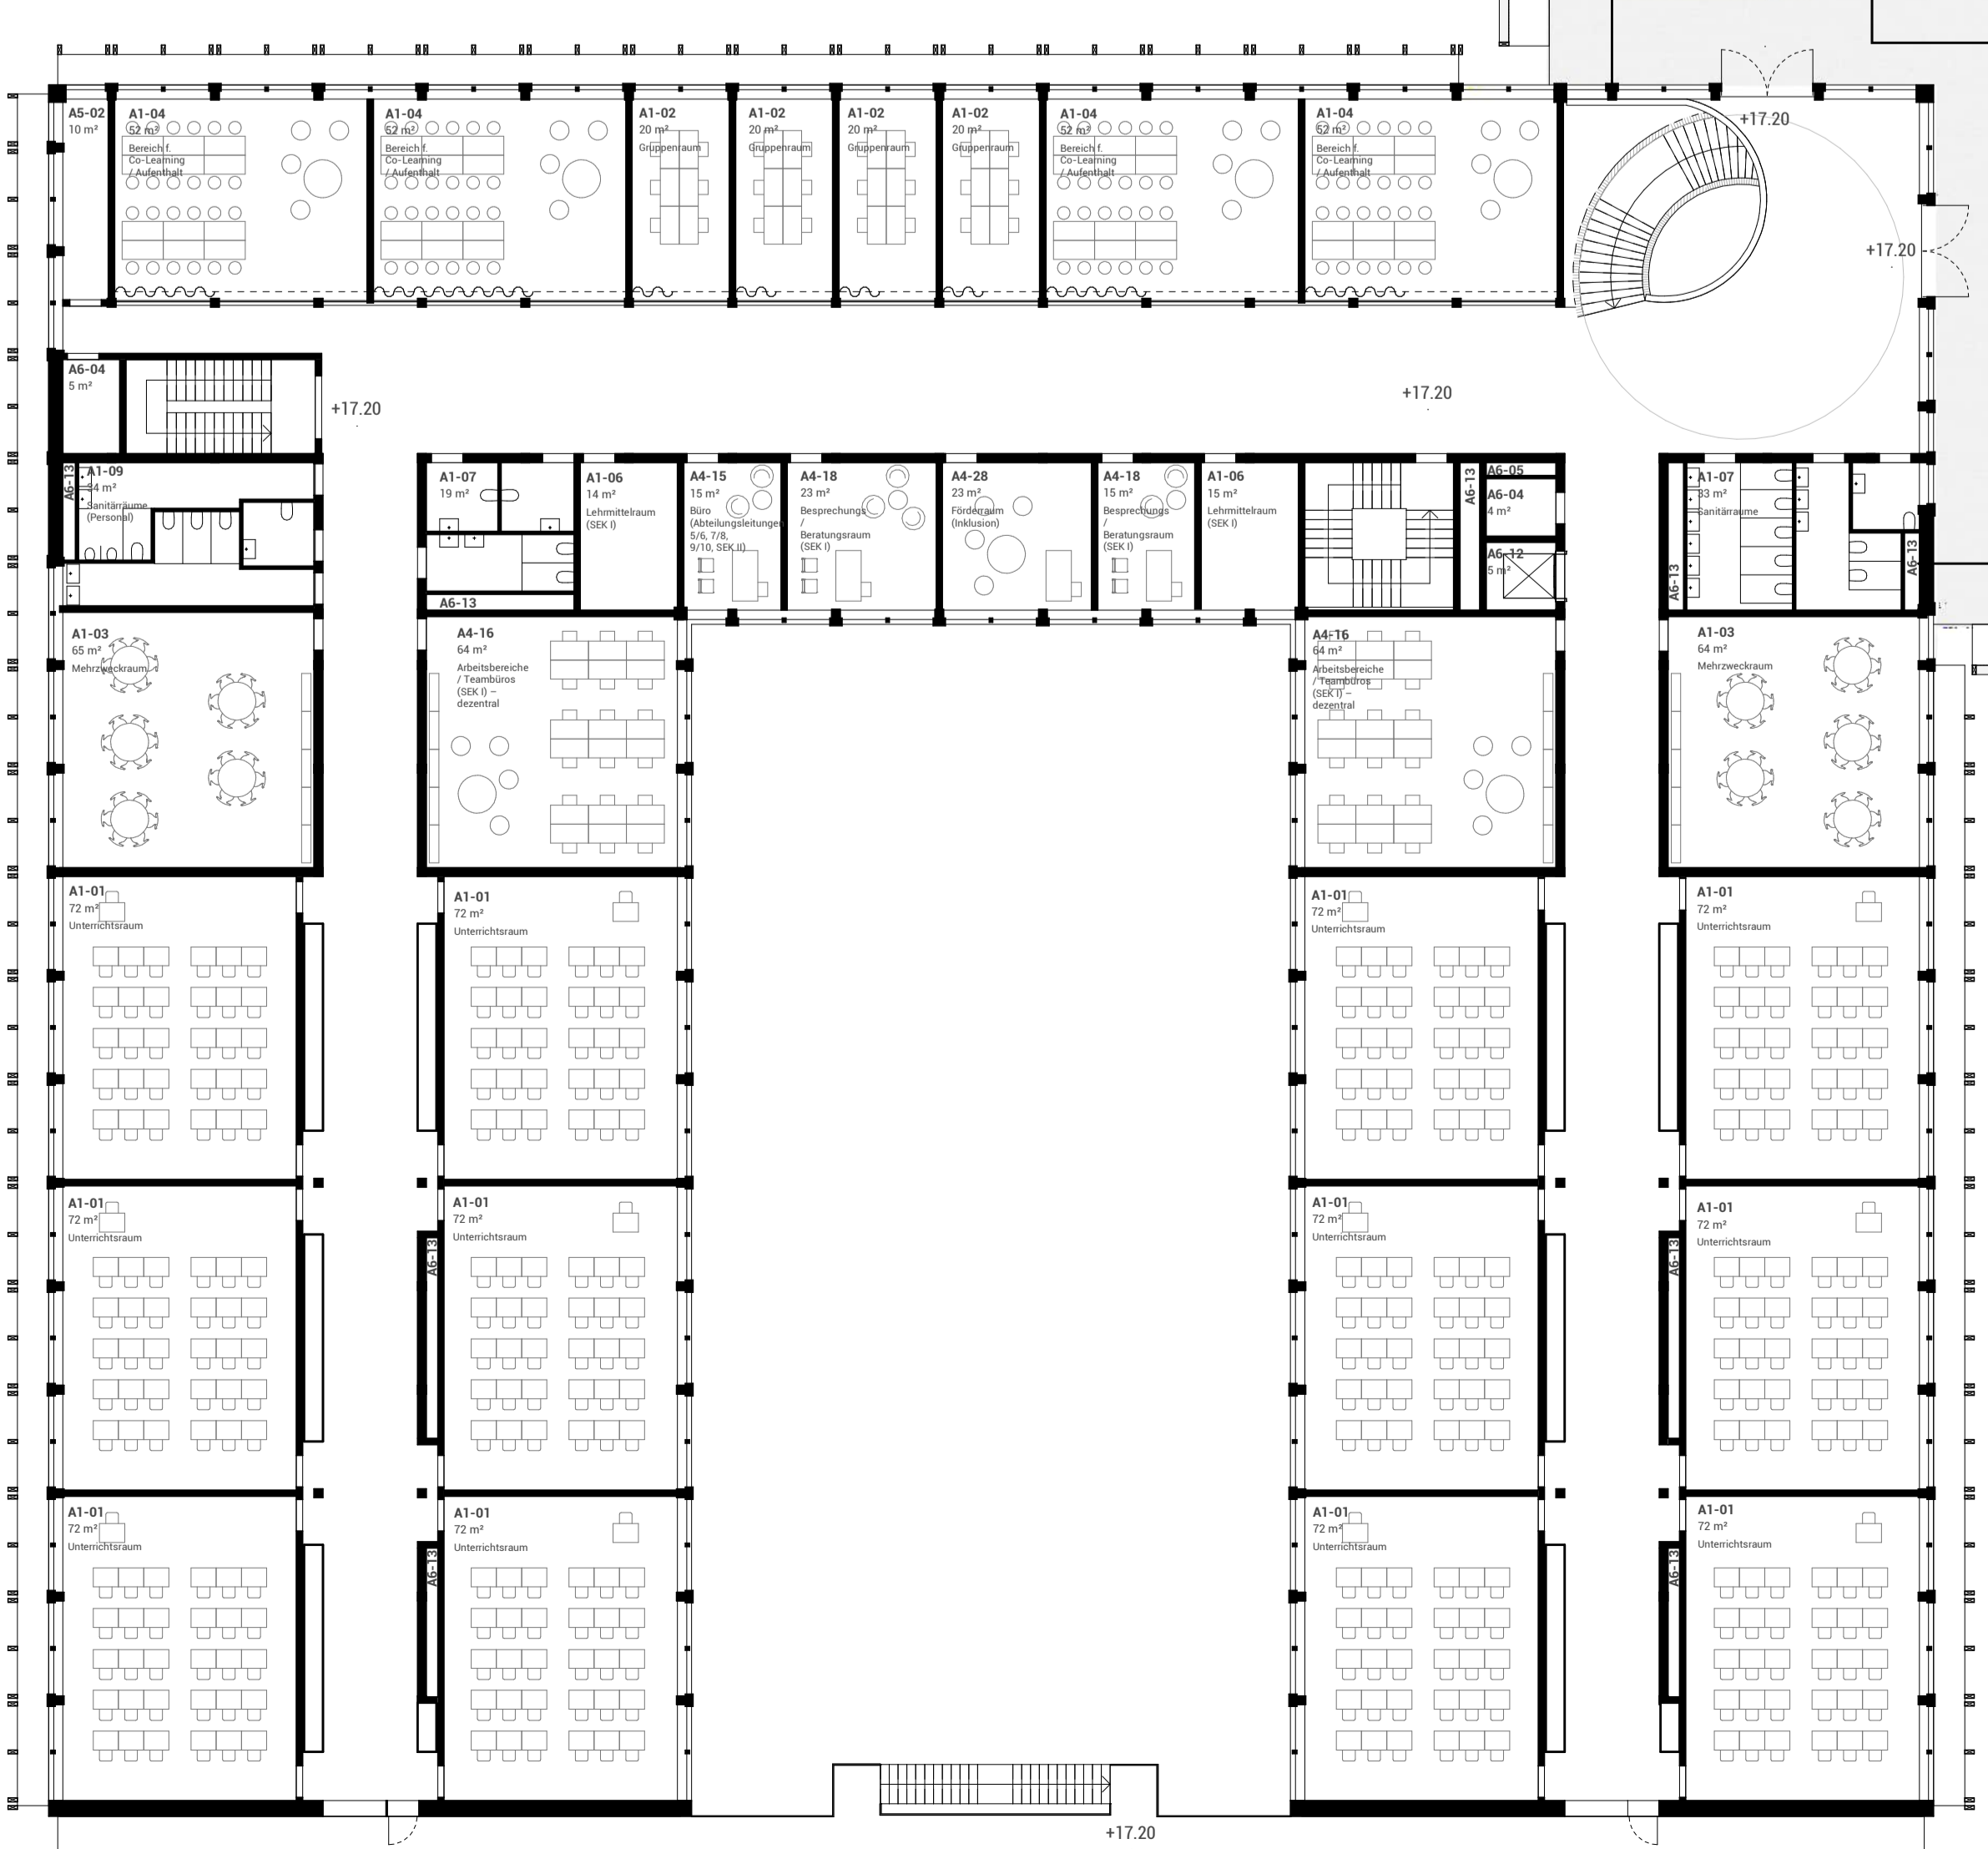 A5-02
10 m²
A1-04
52 m²
Bereich f.
Co-Learning
/ Aufenthalt
A1-04
52 m²
Bereich f.
Co-Learning
/ Aufenthalt
A1-02
20 m²
Gruppenraum
A1-02
20 m²
Gruppenraum
A1-02
20 m²
Gruppenraum
A1-02
20 m²
Gruppenraum
A1-04
52 m²
Bereich f.
Co-Learning
/ Aufenthalt
A1-04
52 m²
Bereich f.
Co-Learning
/ Aufenthalt
+17.20
+17.20
A6-04
5 m²
+17.20
+17.20
A6-13
A1-09
34 m²
Sanitärräume
(Personal)
A1-07
19 m²
A6-13
A1-06
14 m²
Lehrmittelraum
(SEK I)
A4-15
15 m²
Büro
(Abteilungsleitungen
5/6, 7/8,
9/10, SEK II)
A4-18
23 m²
Besprechungs
/
Beratungsraum
(SEK I)
A4-28
23 m²
Förderraum
(Inklusion)
A4-18
15 m²
Besprechungs
/
Beratungsraum
(SEK I)
A1-06
15 m²
Lehrmittelraum
(SEK I)
A6-13
A6-05
A6-04
4 m²
A6-12
5 m²
A6-13
A1-07
33 m²
Sanitärraume
A6-13
A1-03
65 m²
Mehrzweckraum
A4-16
64 m²
Arbeitsbereiche
/ Teambüros
(SEK I) –
dezentral
A4-16
64 m²
Arbeitsbereiche
/ Teambüros
(SEK I) –
dezentral
A1-03
64 m²
Mehrzweckraum
A1-01
72 m²
Unterrichtsraum
A1-01
72 m²
Unterrichtsraum
A1-01
72 m²
Unterrichtsraum
A1-01
72 m²
Unterrichtsraum
A1-01
72 m²
Unterrichtsraum
A6-13
A1-01
72 m²
Unterrichtsraum
A1-01
72 m²
Unterrichtsraum
A6-13
A1-01
72 m²
Unterrichtsraum
A1-01
72 m²
Unterrichtsraum
A6-13
A1-01
72 m²
Unterrichtsraum
A1-01
72 m²
Unterrichtsraum
A6-13
A1-01
72 m²
Unterrichtsraum
+17.20